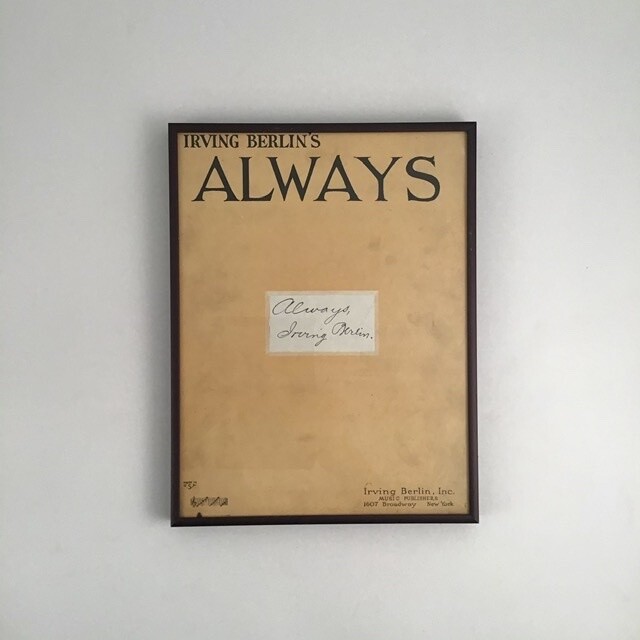 IRVING BERLIN'S
ALWAYS
Always,
Irving Berlin.
Irving Berlin, Inc.
MUSIC PUBLISHERS
1607 Broadway New York